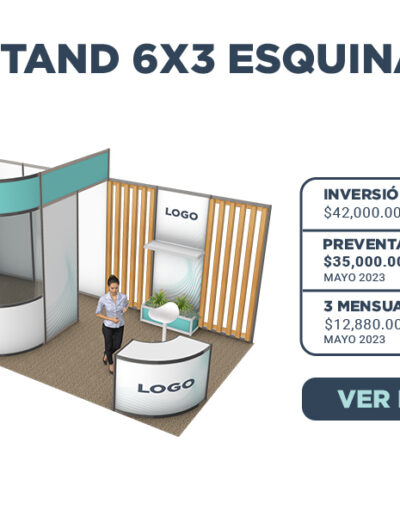 TAND 6X3 ESQUINA
LOGO
LOGO
INVERSIÓ
$42,000.00
PREVENTA
$35,000.00
MAYO 2023
3 MENSUA
$12,880.00
MAYO 2023
VER